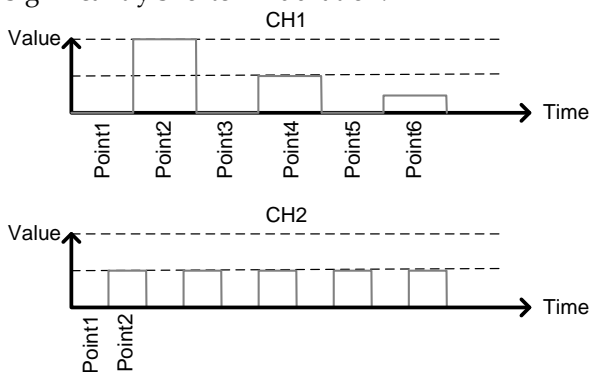 CH1
Value
Time
Point1
Point2
Point3
Point4
Point5
Point6
CH2
Value
Time
Point1
Point2